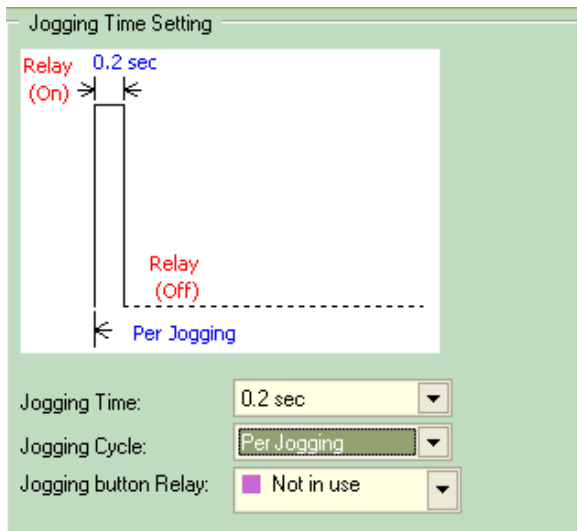 Jogging Time Setting
Relay 0.2 sec
(On)
Relay
(Off)
Per Jogging
Jogging Time: 0.2 sec
Jogging Cycle: Per Jogging
Jogging button Relay: Not in use